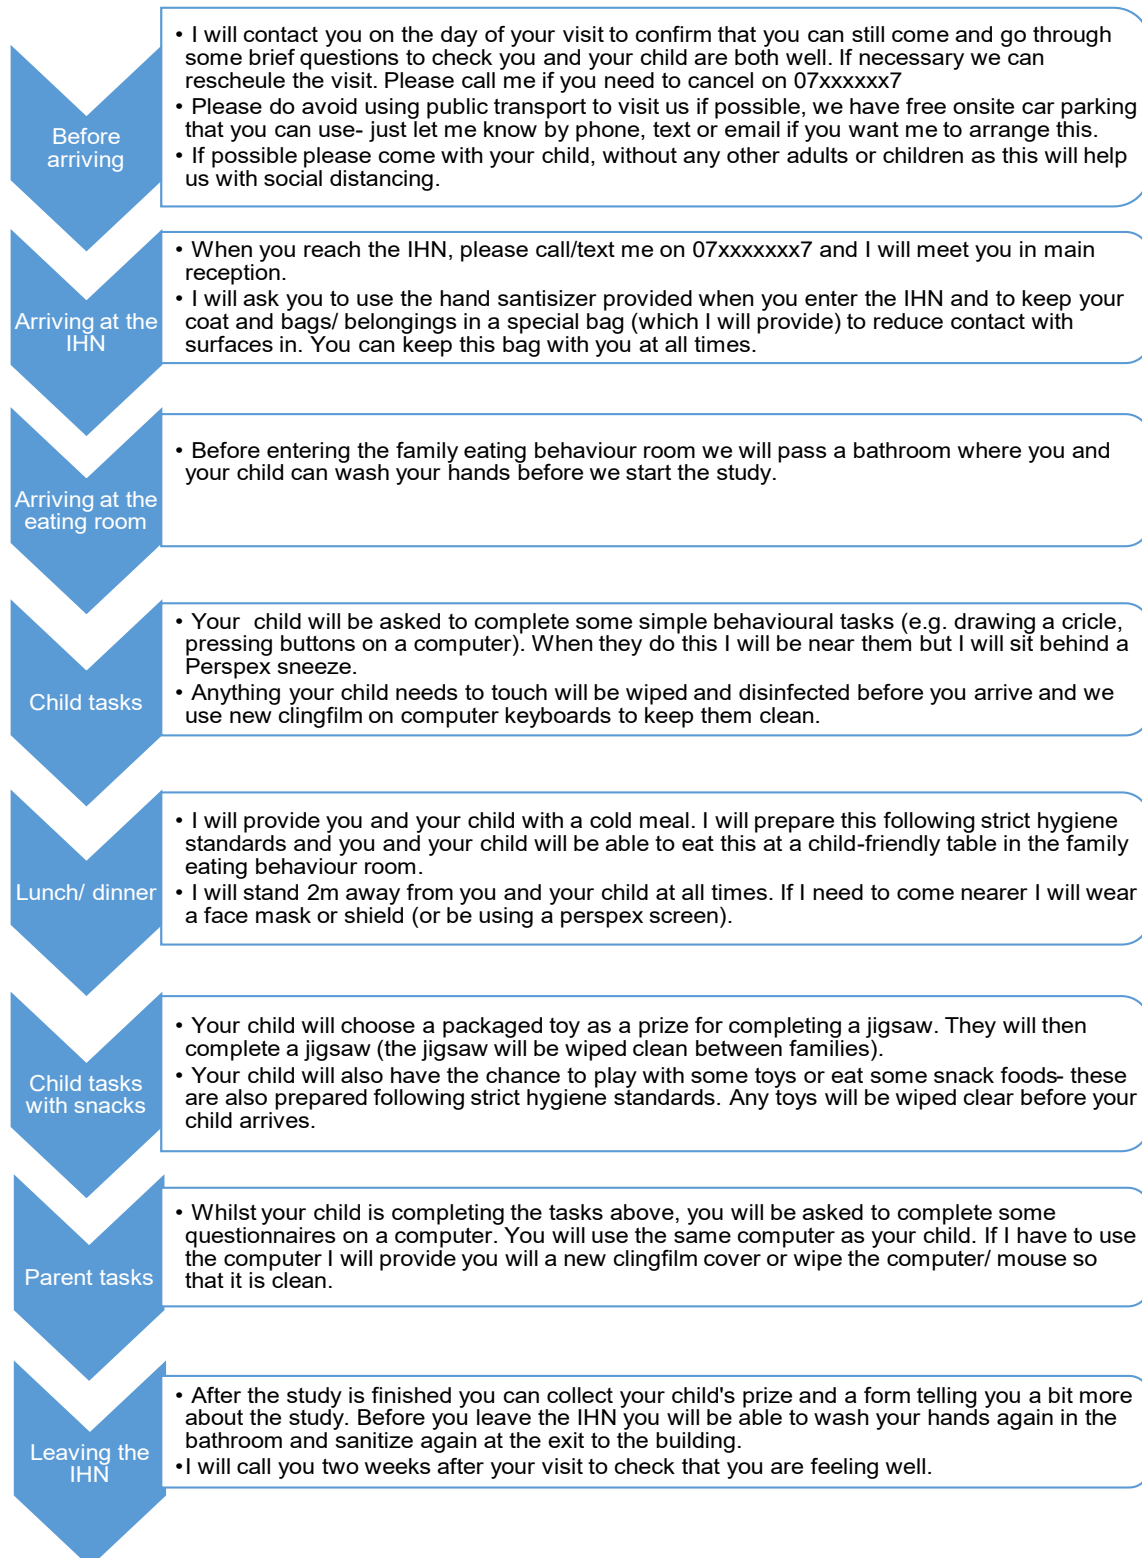 Before
arriving
• I will contact you on the day of your visit to confirm that you can still come and go through
some brief questions to check you and your child are both well. If necessary we can
rescheule the visit. Please call me if you need to cancel on 07xxxxxx7
• Please do avoid using public transport to visit us if possible, we have free onsite car parking
that you can use- just let me know by phone, text or email if you want me to arrange this.
• If possible please come with your child, without any other adults or children as this will help
us with social distancing.
Arriving at the
IHN
• When you reach the IHN, please call/text me on 07xxxxxxx7 and I will meet you in main
reception.
• I will ask you to use the hand santisizer provided when you enter the IHN and to keep your
coat and bags/ belongings in a special bag (which I will provide) to reduce contact with
surfaces in. You can keep this bag with you at all times.
Arriving at the
eating room
• Before entering the family eating behaviour room we will pass a bathroom where you and
your child can wash your hands before we start the study.
Child tasks
• Your child will be asked to complete some simple behavioural tasks (e.g. drawing a cricle,
pressing buttons on a computer). When they do this I will be near them but I will sit behind a
Perspex sneeze.
• Anything your child needs to touch will be wiped and disinfected before you arrive and we
use new clingfilm on computer keyboards to keep them clean.
Lunch/ dinner
• I will provide you and your child with a cold meal. I will prepare this following strict hygiene
standards and you and your child will be able to eat this at a child-friendly table in the family
eating behaviour room.
• I will stand 2m away from you and your child at all times. If I need to come nearer I will wear
a face mask or shield (or be using a perspex screen).
Child tasks
with snacks
• Your child will choose a packaged toy as a prize for completing a jigsaw. They will then
complete a jigsaw (the jigsaw will be wiped clean between families).
• Your child will also have the chance to play with some toys or eat some snack foods- these
are also prepared following strict hygiene standards. Any toys will be wiped clear before your
child arrives.
Parent tasks
• Whilst your child is completing the tasks above, you will be asked to complete some
questionnaires on a computer. You will use the same computer as your child. If I have to use
the computer I will provide you will a new clingfilm cover or wipe the computer/ mouse so
that it is clean.
Leaving the
IHN
• After the study is finished you can collect your child's prize and a form telling you a bit more
about the study. Before you leave the IHN you will be able to wash your hands again in the
bathroom and sanitize again at the exit to the building.
•I will call you two weeks after your visit to check that you are feeling well.